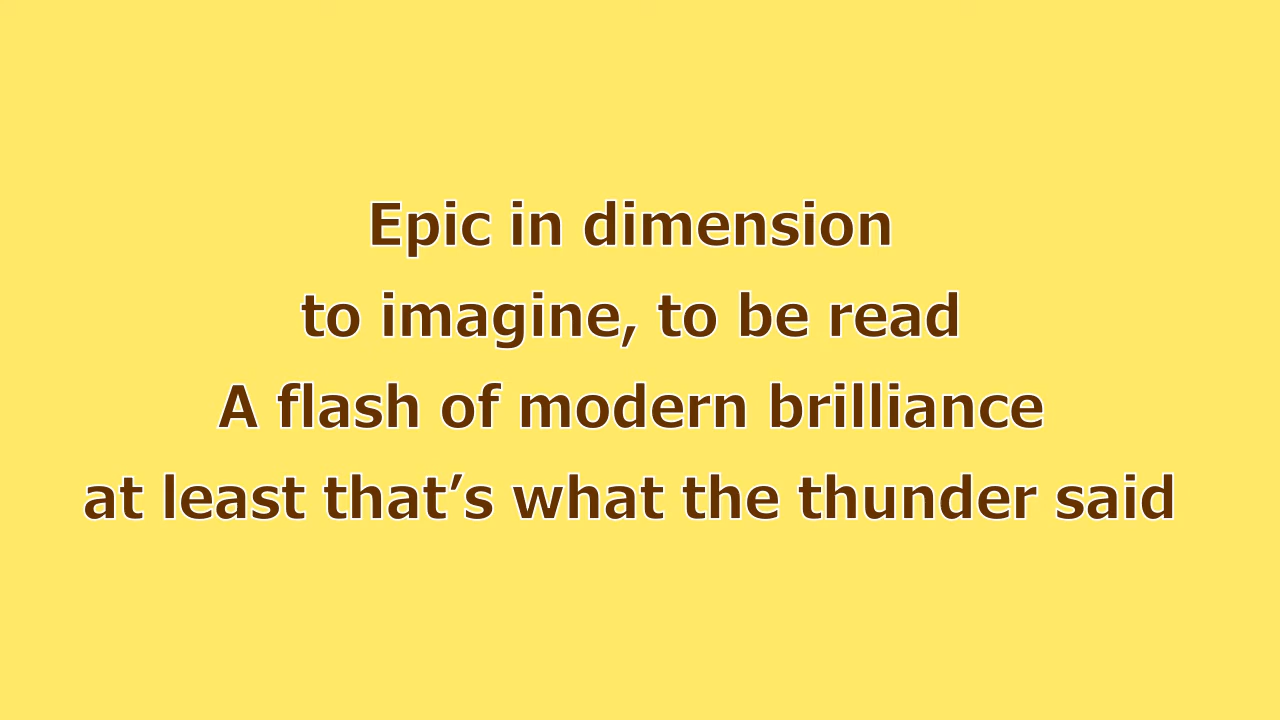 Epic in dimension
to imagine, to be read
A flash of modern brilliance
at least that’s what the thunder said